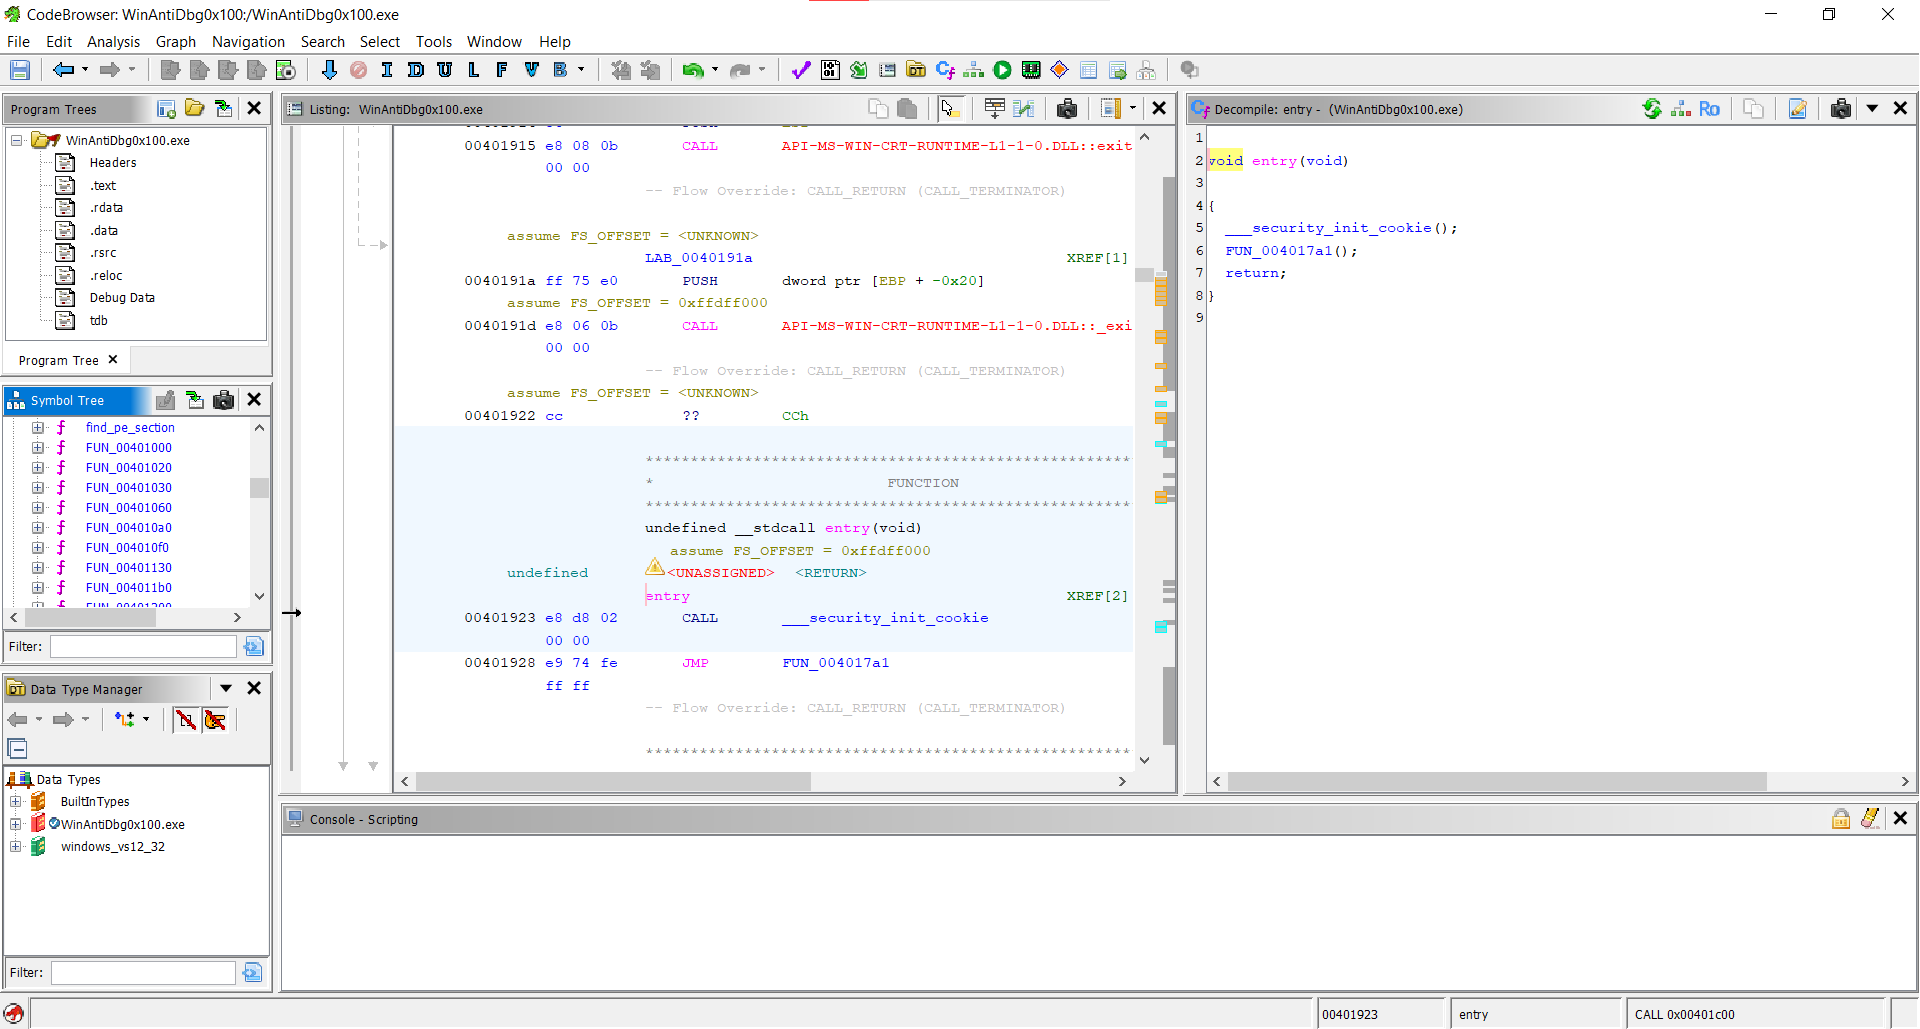 CodeBrowser: WinAntiDbg0x100:/WinAntiDbg0x100.exe
File Edit Analysis Graph Navigation Search Select Tools Window Help
I D U L F V B
Program Trees
WinAntiDbg0x100.exe
Headers
.text
.rdata
.data
.rsrc
.reloc
Debug Data
tdb
Program Tree
Symbol Tree
find_pe_section
FUN_00401000
FUN_00401020
FUN_00401030
FUN_00401060
FUN_004010a0
FUN_004010f0
FUN_00401130
FUN_004011b0
Filter:
Data Type Manager
Data Types
BuiltInTypes
WinAntiDbg0x100.exe
windows_vs12_32
Filter:
Listing: WinAntiDbg0x100.exe
00401915 e8 08 0b CALL API-MS-WIN-CRT-RUNTIME-L1-1-0.DLL::exit
00 00
-- Flow Override: CALL_RETURN (CALL_TERMINATOR)
assume FS_OFFSET = <UNKNOWN>
LAB_0040191a XREF[1]
0040191a ff 75 e0 PUSH dword ptr [EBP + -0x20]
assume FS_OFFSET = 0xffdff000
0040191d e8 06 0b CALL API-MS-WIN-CRT-RUNTIME-L1-1-0.DLL::_exi
00 00
-- Flow Override: CALL_RETURN (CALL_TERMINATOR)
assume FS_OFFSET = <UNKNOWN>
00401922 cc ?? CCh
******************************************************
* FUNCTION
******************************************************
undefined __stdcall entry(void)
assume FS_OFFSET = 0xffdff000
undefined <UNASSIGNED> <RETURN>
entry XREF[2]
00401923 e8 d8 02 CALL ___security_init_cookie
00 00
00401928 e9 74 fe JMP FUN_004017a1
ff ff
-- Flow Override: CALL_RETURN (CALL_TERMINATOR)
******************************************************
Decompile: entry - (WinAntiDbg0x100.exe)
Ro
1
2 void entry(void)
3
4 {
5 ___security_init_cookie();
6 FUN_004017a1();
7 return;
8 }
9
Console - Scripting
00401923
entry
CALL 0x00401c00